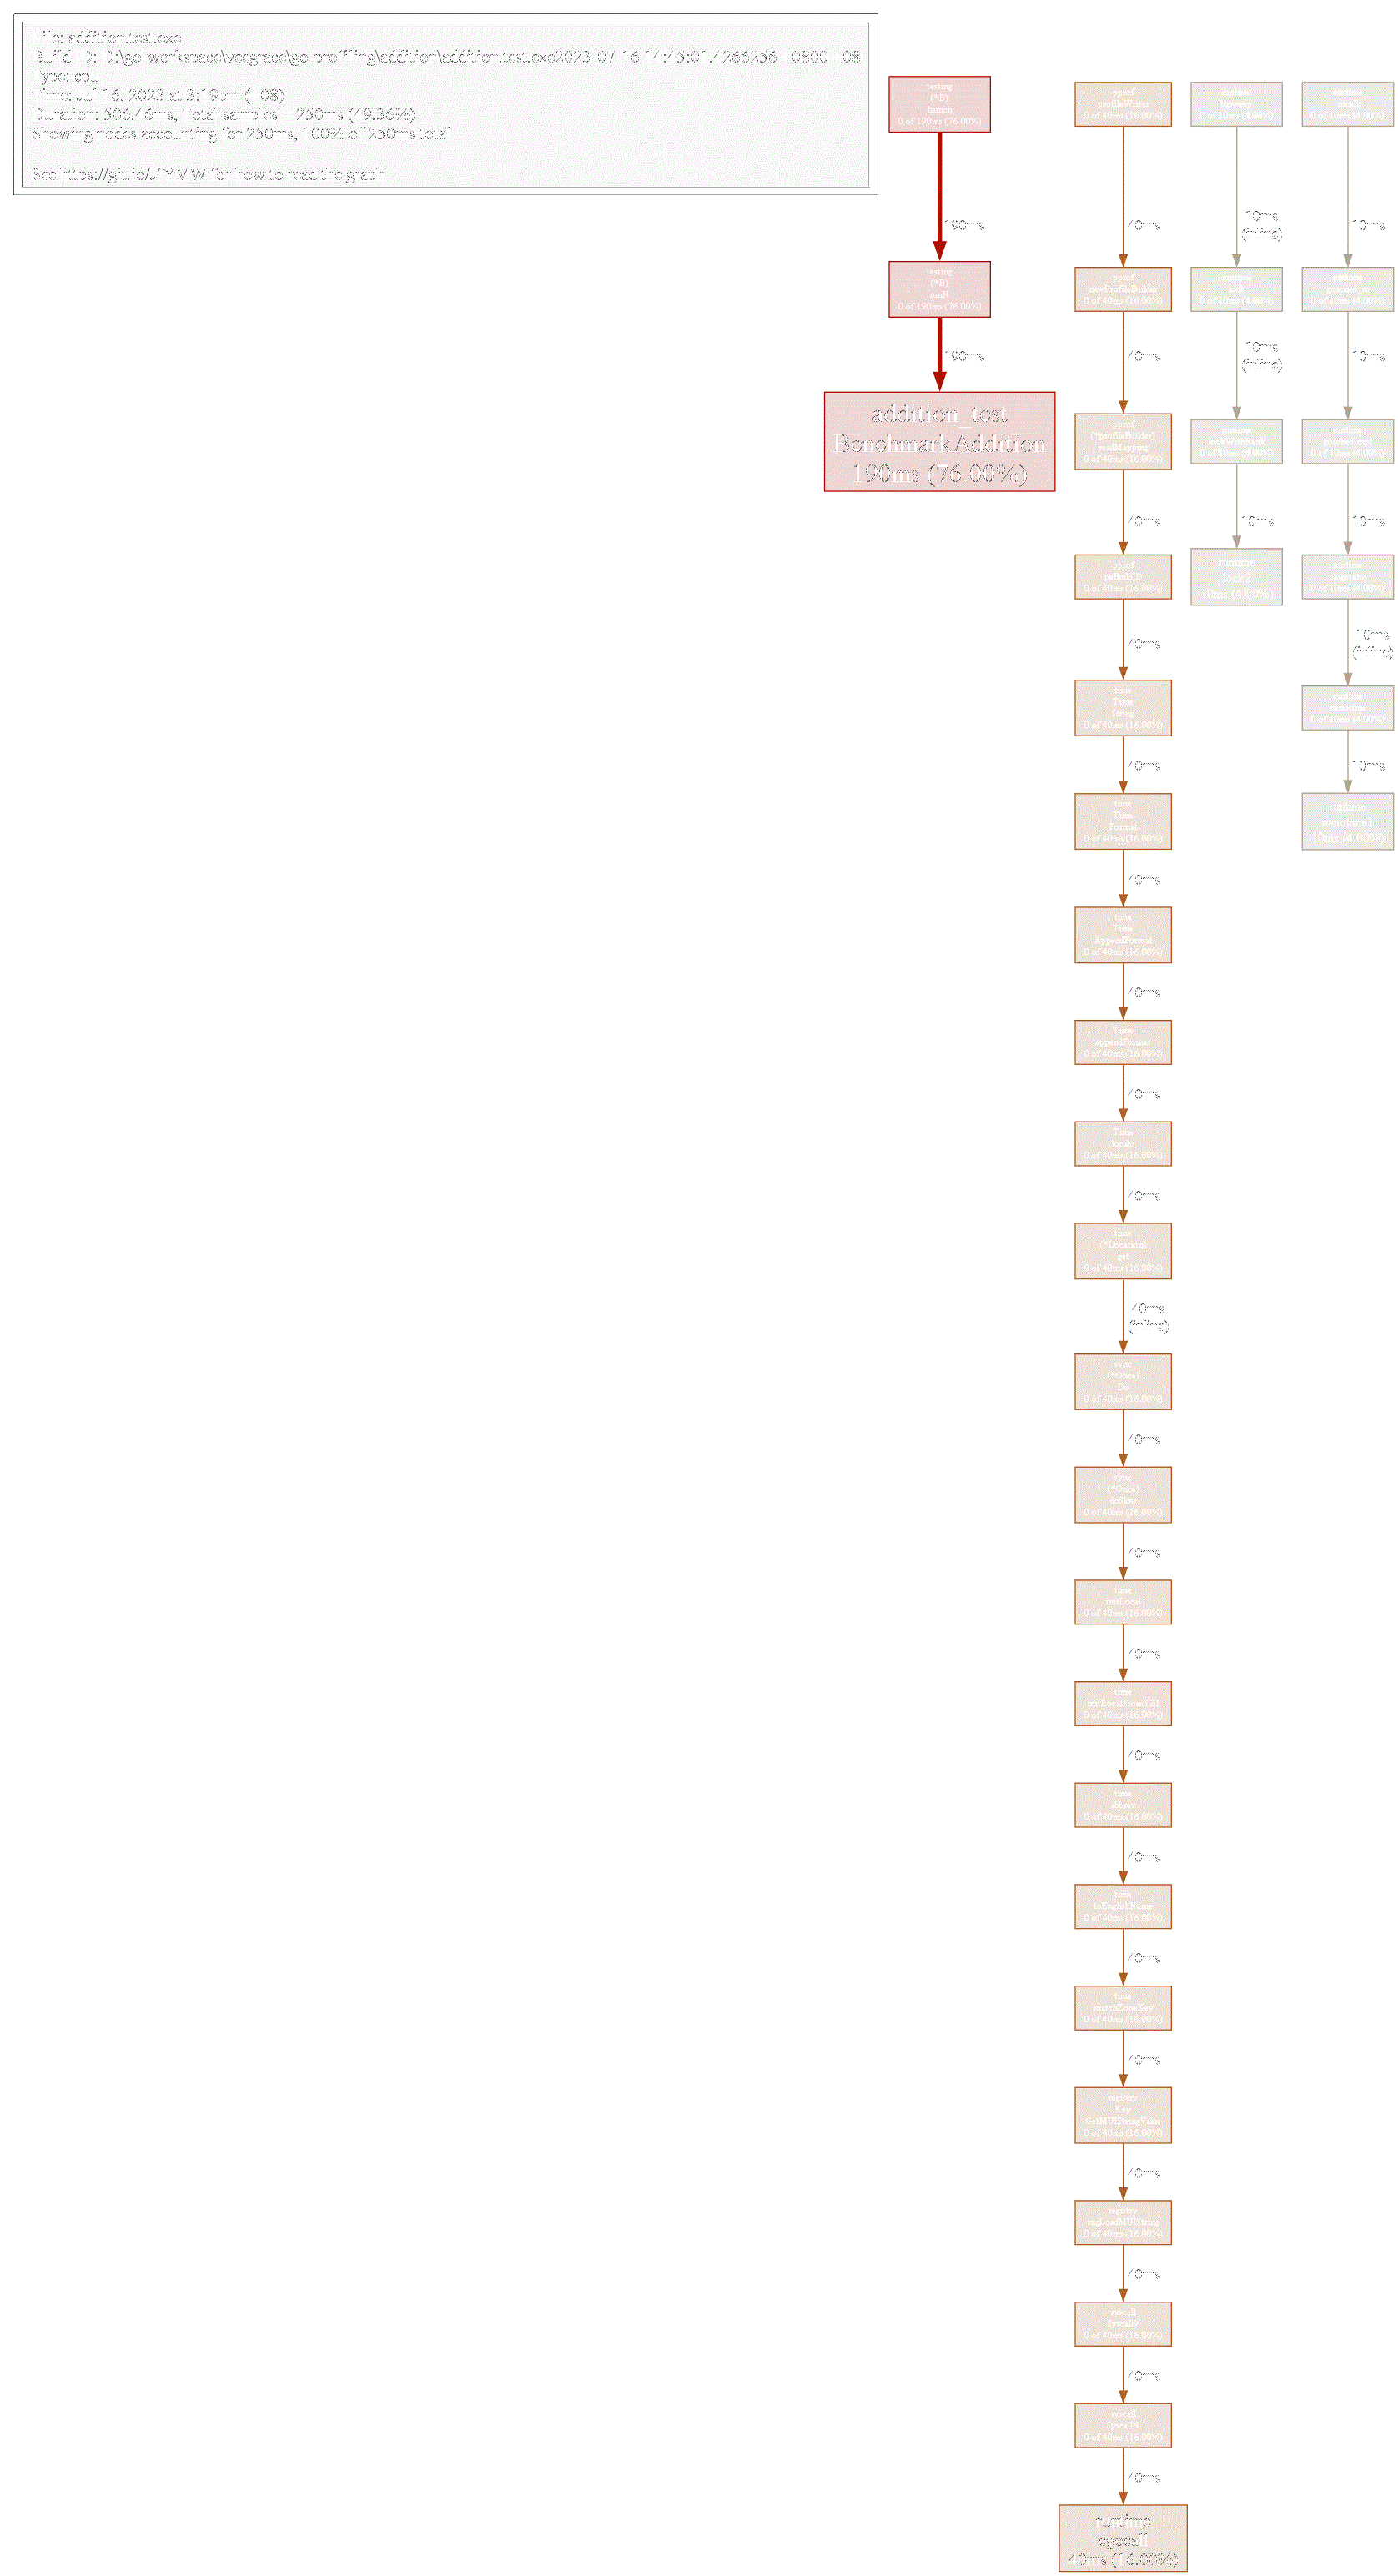 File: addition.test.exe
Type: cpu
Time: Jul 16, 2023 at 3:19pm
Showing nodes accounting for 250ms, 100% of 250ms total
for how to read the graph
testing
(*B)
launch
0 of 190ms (76.00%)
190ms
testing
(*B)
runN
0 of 190ms (76.00%)
190ms
addition_test
BenchmarkAddition
190ms (76.00%)
pprof
profileWriter
0 of 40ms (16.00%)
40ms
pprof
newProfileBuilder
0 of 40ms (16.00%)
40ms
pprof
(*profileBuilder)
readMapping
0 of 40ms (16.00%)
40ms
pprof
peBuildID
0 of 40ms (16.00%)
40ms
time
Time
String
0 of 40ms (16.00%)
40ms
time
Time
Format
0 of 40ms (16.00%)
40ms
time
Time
AppendFormat
0 of 40ms (16.00%)
40ms
Time
appendFormat
0 of 40ms (16.00%)
40ms
Time
locabs
0 of 40ms (16.00%)
40ms
time
(*Location)
get
0 of 40ms (16.00%)
40ms
(inline)
sync
(*Once)
Do
0 of 40ms (16.00%)
40ms
sync
(*Once)
doSlow
0 of 40ms (16.00%)
40ms
time
initLocal
0 of 40ms (16.00%)
40ms
time
initLocalFromTZI
0 of 40ms (16.00%)
40ms
time
abbrev
0 of 40ms (16.00%)
40ms
time
toEnglishName
0 of 40ms (16.00%)
40ms
time
matchZoneKey
0 of 40ms (16.00%)
40ms
registry
Key
GetMUIStringValue
0 of 40ms (16.00%)
40ms
registry
regLoadMUIString
0 of 40ms (16.00%)
40ms
syscall
Syscall9
0 of 40ms (16.00%)
40ms
syscall
SyscallN
0 of 40ms (16.00%)
40ms
runtime
cgocall
40ms (16.00%)
runtime
bgsweep
0 of 10ms (4.00%)
10ms
(inline)
runtime
lock
0 of 10ms (4.00%)
10ms
(inline)
runtime
lockWithRank
0 of 10ms (4.00%)
10ms
runtime
lock2
10ms (4.00%)
runtime
mcall
0 of 10ms (4.00%)
10ms
runtime
gosched_m
0 of 10ms (4.00%)
10ms
runtime
goschedImpl
0 of 10ms (4.00%)
10ms
runtime
casgstatus
0 of 10ms (4.00%)
10ms
(inline)
runtime
nanotime
0 of 10ms (4.00%)
10ms
runtime
nanotime1
10ms (4.00%)